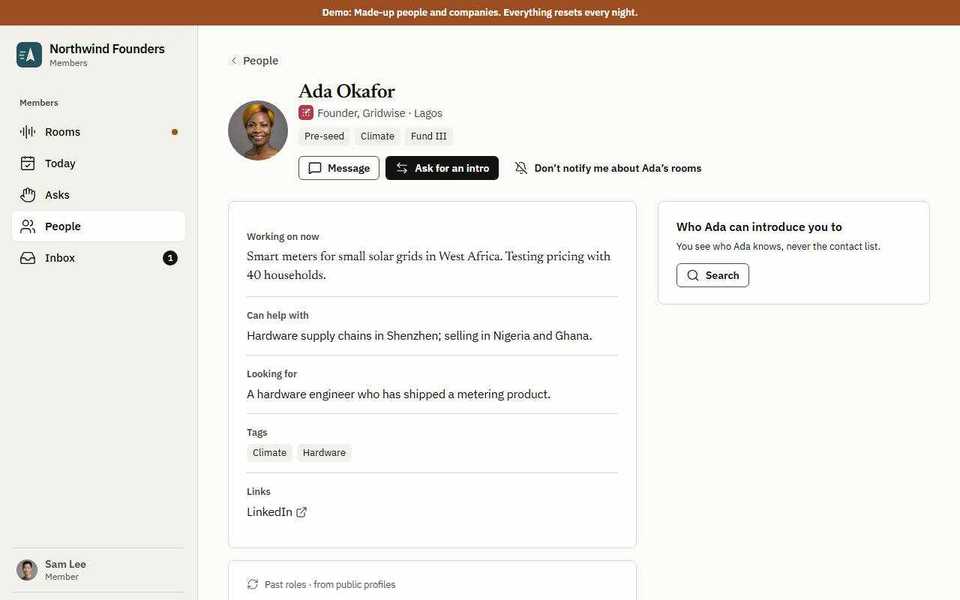 Demo: Made-up people and companies. Everything resets every night.
Northwind Founders
Members
Members
Rooms
Today
Asks
People
Inbox
1
Sam Lee
Member
People
Ada Okafor
Founder, Gridwise · Lagos
Pre-seed
Climate
Fund III
Message
Ask for an intro
Don't notify me about Ada's rooms
Working on now
Smart meters for small solar grids in West Africa. Testing pricing with
40 households.
Can help with
Hardware supply chains in Shenzhen; selling in Nigeria and Ghana.
Looking for
A hardware engineer who has shipped a metering product.
Tags
Climate
Hardware
Links
LinkedIn
Past roles · from public profiles
Who Ada can introduce you to
You see who Ada knows, never the contact list.
Search